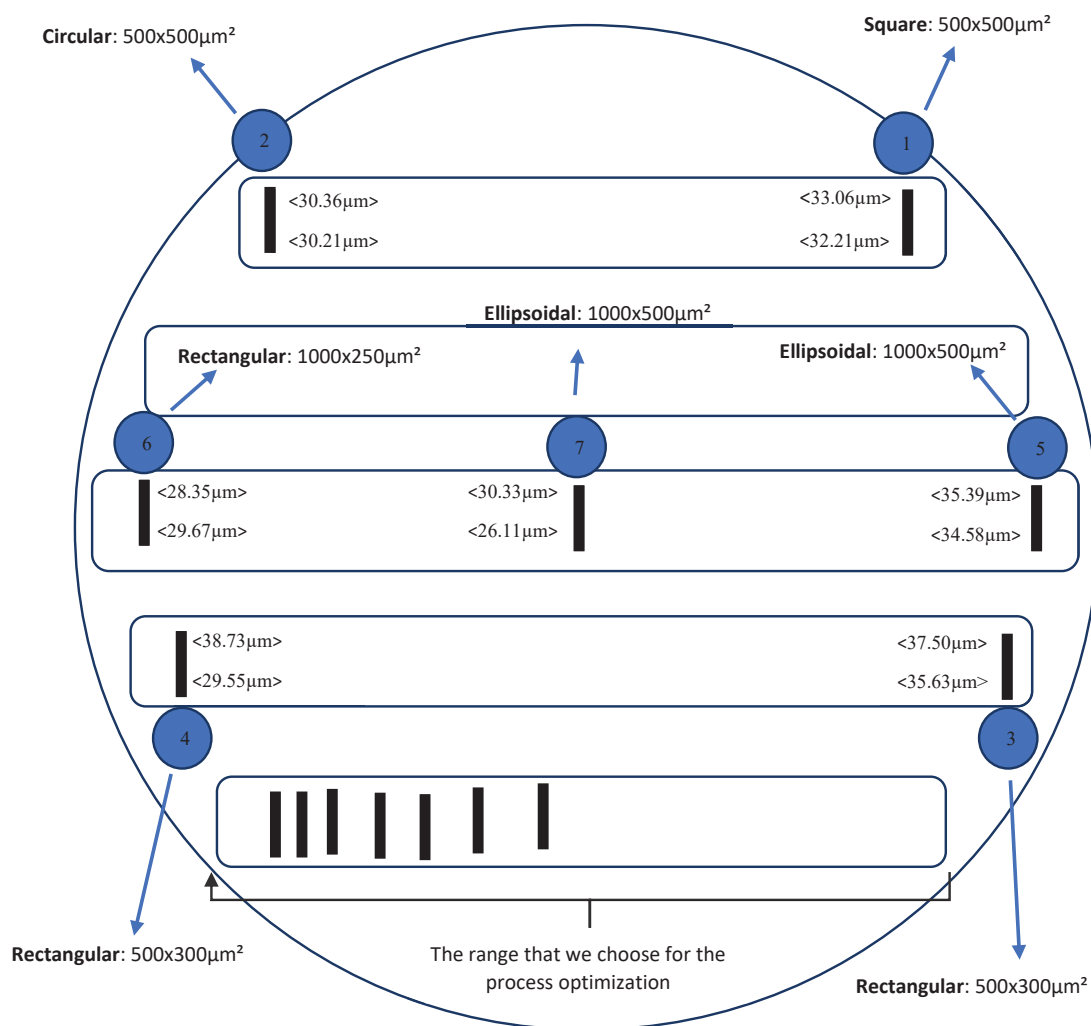 Circular: 500x500µm²
Square: 500x500µm²
2
1
<30.36µm>
<33.06µm>
<30.21µm>
<32.21µm>
Ellipsoidal: 1000x500µm²
Rectangular: 1000x250µm²
Ellipsoidal: 1000x500µm²
6
7
5
<28.35µm>
<30.33µm>
<35.39µm>
<29.67µm>
<26.11µm>
<34.58µm>
<38.73µm>
<37.50µm>
<29.55µm>
<35.63µm>
4
3
Rectangular: 500x300µm²
The range that we choose for the
process optimization
Rectangular: 500x300µm²